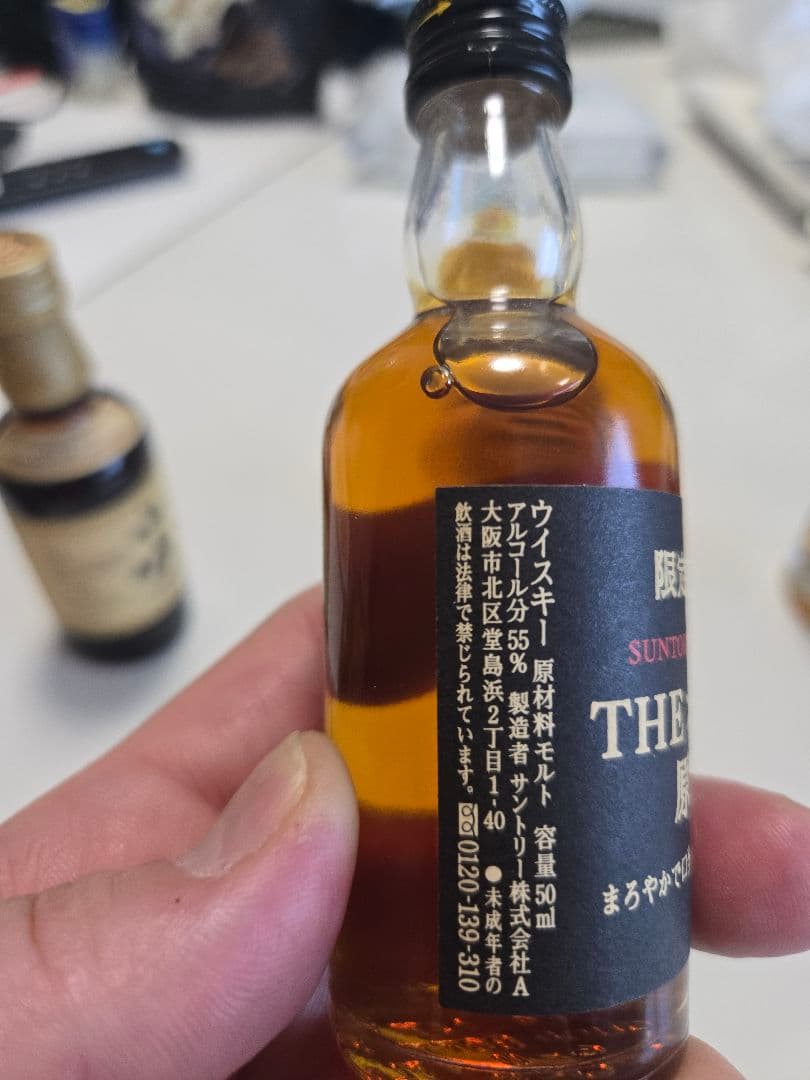 ウイスキー 原材料モルト 容量50ml
アルコール分55% 製造者 サントリー株式会社A
大阪市北区堂島浜2丁目1-40 ●未成年者の
飲酒は法律で禁じられています。 0120-139-310
限定
SUNTO
THE
原
まろやかでロ